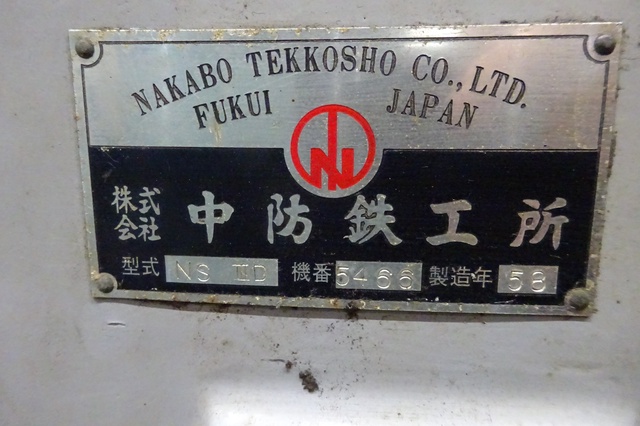 NAKABO TEKKOSHO CO., LTD.
FUKUI JAPAN
株式会社 中防鉄工所
型式 NS ⅢD 機番 5466 製造年 58